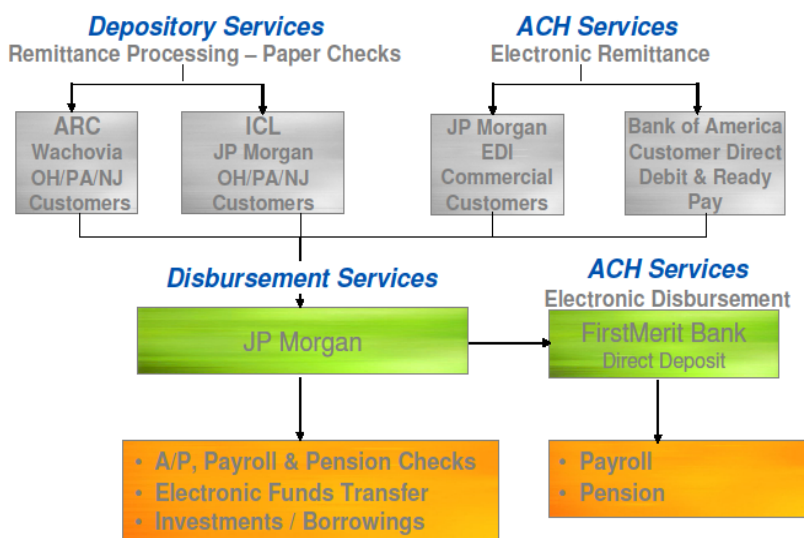 Depository Services
Remittance Processing – Paper Checks
ACH Services
Electronic Remittance
ARC
Wachovia
OH/PA/NJ
Customers
ICL
JP Morgan
OH/PA/NJ
Customers
JP Morgan
EDI
Commercial
Customers
Bank of America
Customer Direct
Debit & Ready
Pay
Disbursement Services
JP Morgan
ACH Services
Electronic Disbursement
FirstMerit Bank
Direct Deposit
• A/P, Payroll & Pension Checks
• Electronic Funds Transfer
• Investments / Borrowings
• Payroll
• Pension